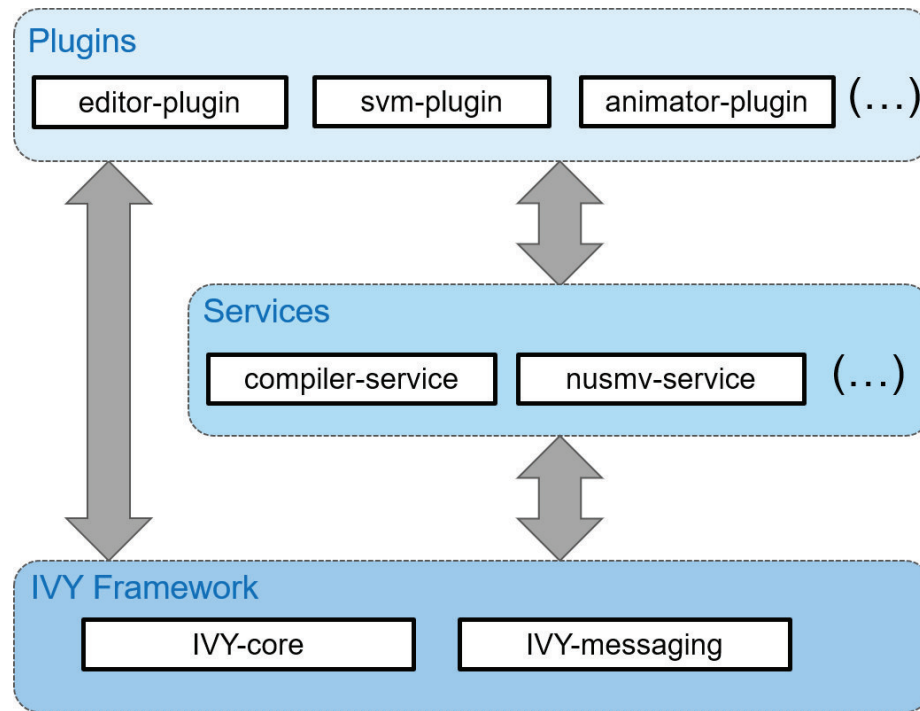 Plugins
editor-plugin svm-plugin animator-plugin (...)
Services
compiler-service nusmv-service (...)
IVY Framework
IVY-core IVY-messaging